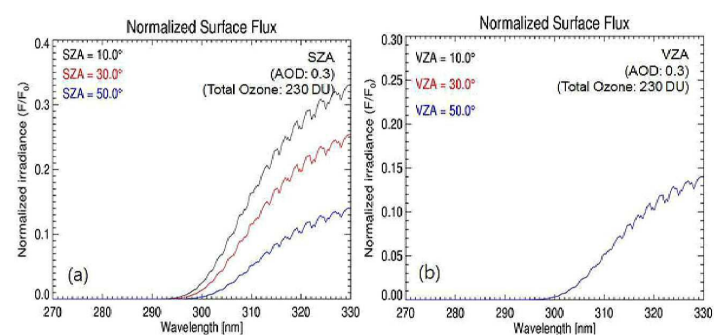 Normalized Surface Flux
0.4
0.3
0.2
0.1
0.0
Normalized irradiance (F/F₀)
SZA = 10.0°
SZA = 30.0°
SZA = 50.0°
SZA
(AOD: 0.3)
(Total Ozone: 230 DU)
(a)
270 280 290 300 310 320 330
Wavelength [nm]
Normalized Surface Flux
0.30
0.25
0.20
0.15
0.10
0.05
0.00
Normalized irradiance (F/F₀)
VZA = 10.0°
VZA = 30.0°
VZA = 50.0°
VZA
(AOD: 0.3)
(Total Ozone: 230 DU)
(b)
270 280 290 300 310 320 330
Wavelength [nm]